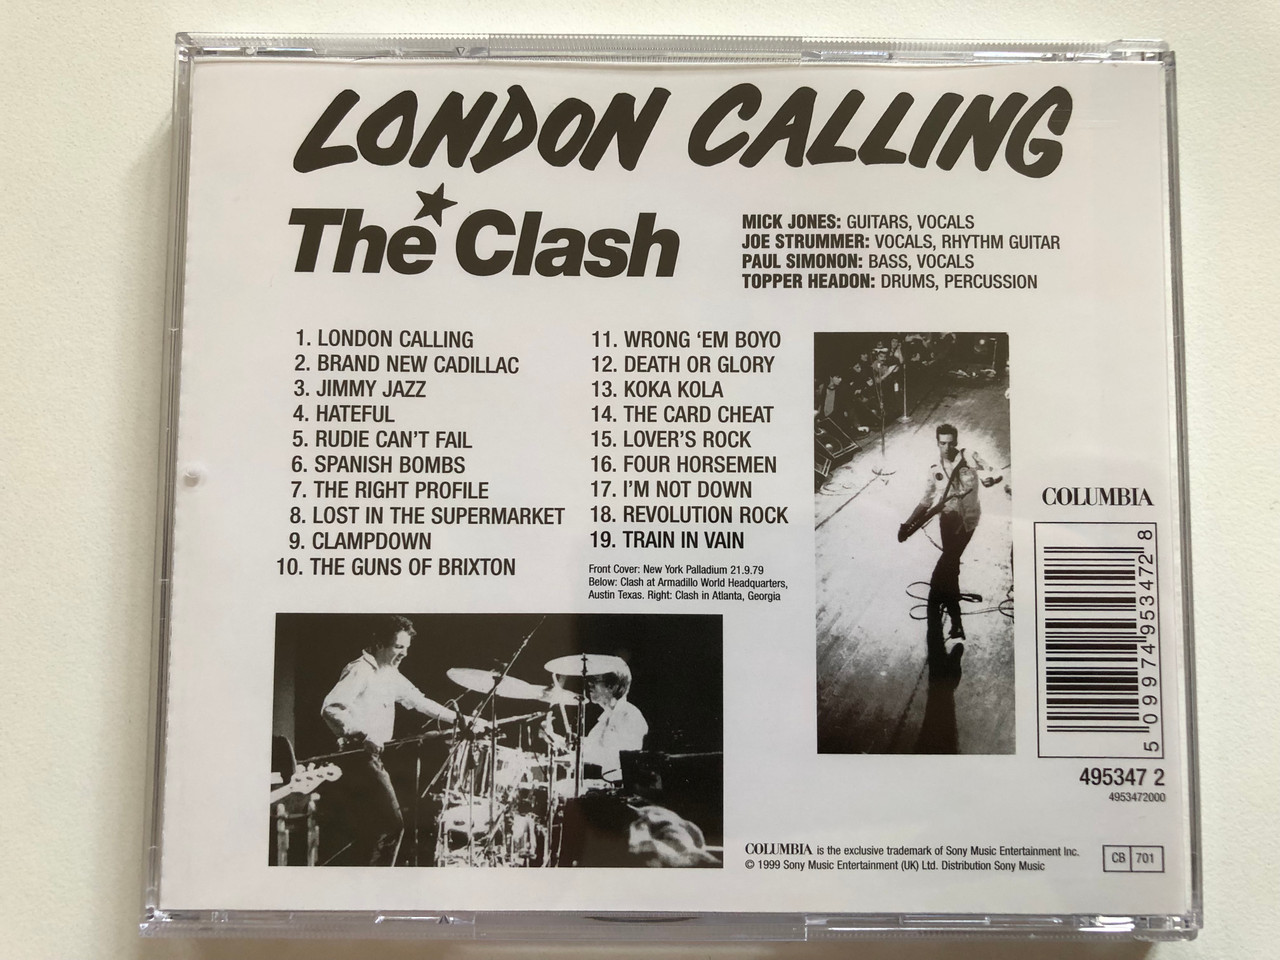 LONDON CALLING
The Clash
MICK JONES: GUITARS, VOCALS
JOE STRUMMER: VOCALS, RHYTHM GUITAR
PAUL SIMONON: BASS, VOCALS
TOPPER HEADON: DRUMS, PERCUSSION
1. LONDON CALLING
2. BRAND NEW CADILLAC
3. JIMMY JAZZ
4. HATEFUL
5. RUDIE CAN'T FAIL
6. SPANISH BOMBS
7. THE RIGHT PROFILE
8. LOST IN THE SUPERMARKET
9. CLAMPDOWN
10. THE GUNS OF BRIXTON
11. WRONG ‘EM BOYO
12. DEATH OR GLORY
13. KOKA KOLA
14. THE CARD CHEAT
15. LOVER'S ROCK
16. FOUR HORSEMEN
17. I'M NOT DOWN
18. REVOLUTION ROCK
19. TRAIN IN VAIN
Front Cover: New York Palladium 21.9.79
Below: Clash at Armadillo World Headquarters,
Austin Texas. Right: Clash in Atlanta, Georgia
COLUMBIA
5 099749 534728
495347 2
4953472000
COLUMBIA is the exclusive trademark of Sony Music Entertainment Inc.
© 1999 Sony Music Entertainment (UK) Ltd. Distribution Sony Music
CB 701